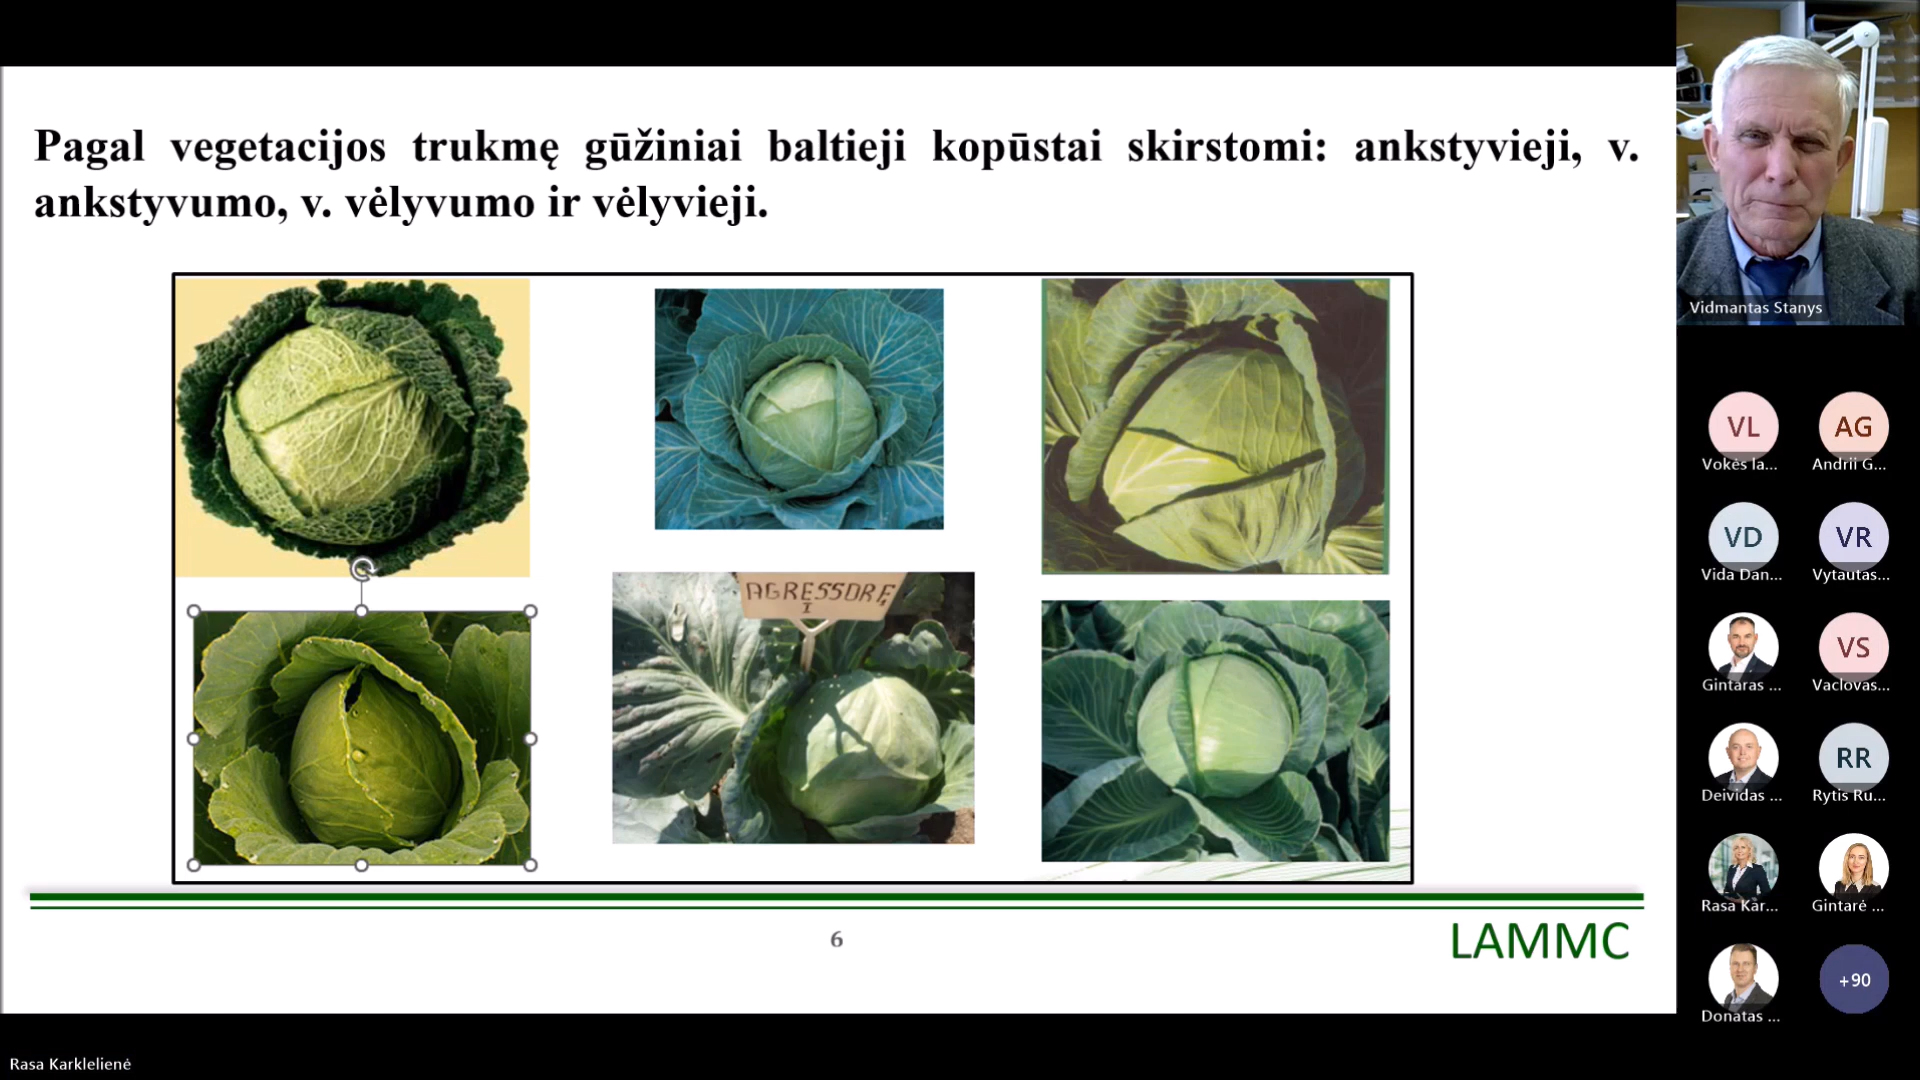 Pagal vegetacijos trukmę gūžiniai baltieji kopūstai skirstomi: ankstyvieji, v.
ankstyvumo, v. vėlyvumo ir vėlyvieji.
AGRESSOR F1
I
6
LAMMC
Vidmantas Stanys
VL
Vokės la...
AG
Andrii G...
VD
Vida Dan...
VR
Vytautas...
Gintaras ...
VS
Vaclovas...
Deividas ...
RR
Rytis Ru...
Rasa Kar...
Gintarė ...
Donatas ...
+90
Rasa Karklelienė